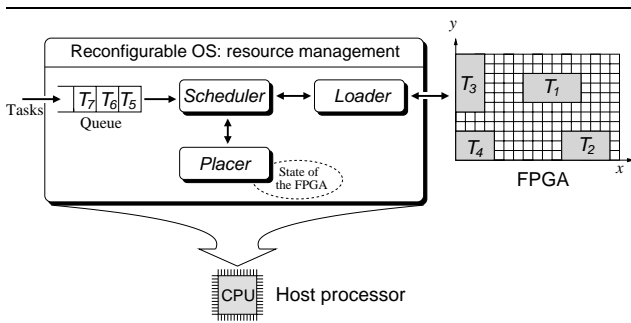 Reconfigurable OS: resource management
Tasks
T7 T6 T5
Queue
Scheduler
Loader
Placer
State of
the FPGA
y
T3
T1
T4
T2
x
FPGA
CPU
Host processor